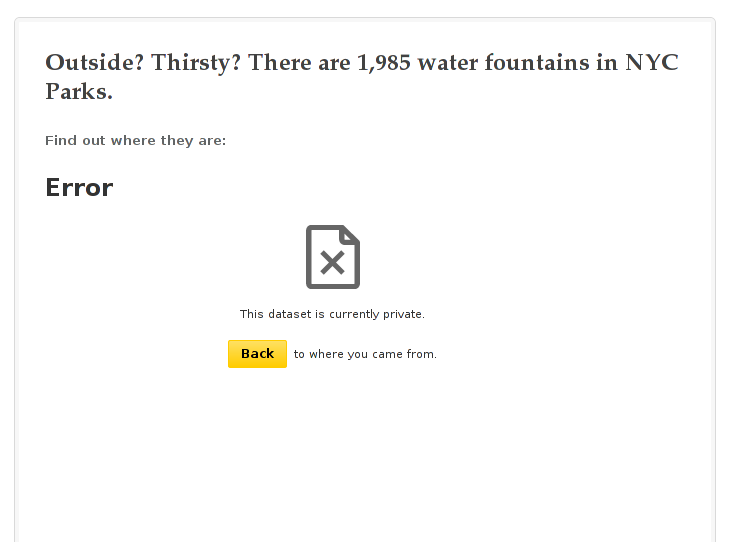 Outside? Thirsty? There are 1,985 water fountains in NYC
Parks.
Find out where they are:
Error
This dataset is currently private.
Back to where you came from.